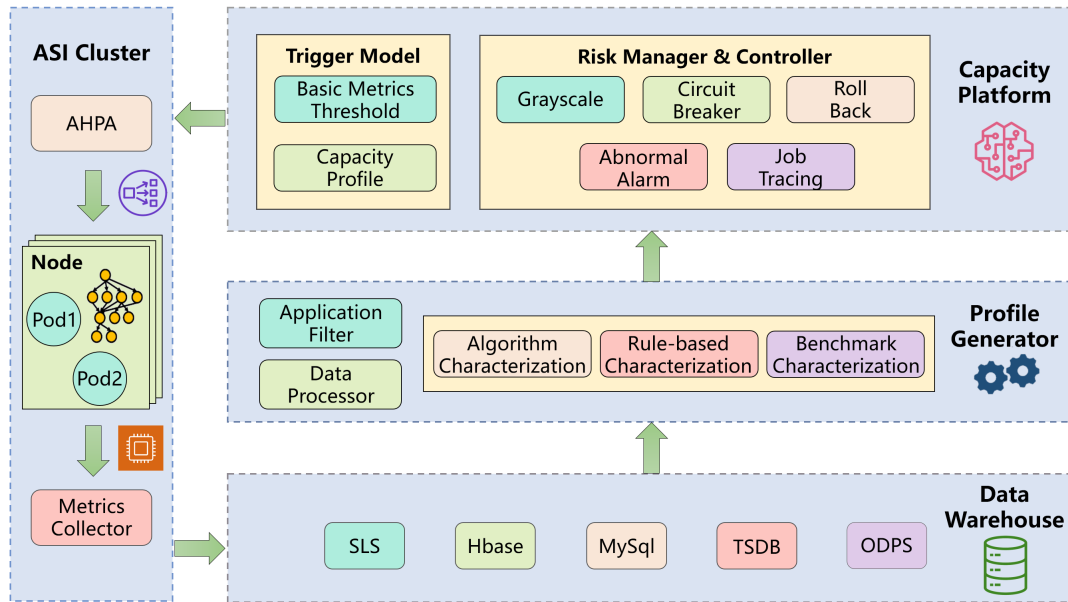 ASI Cluster
AHPA
Node
Pod1
Pod2
Metrics
Collector
Trigger Model
Basic Metrics
Threshold
Capacity
Profile
Risk Manager & Controller
Grayscale
Circuit
Breaker
Roll
Back
Abnormal
Alarm
Job
Tracing
Capacity
Platform
Application
Filter
Data
Processor
Algorithm
Characterization
Rule-based
Characterization
Benchmark
Characterization
Profile
Generator
SLS
Hbase
MySql
TSDB
ODPS
Data
Warehouse